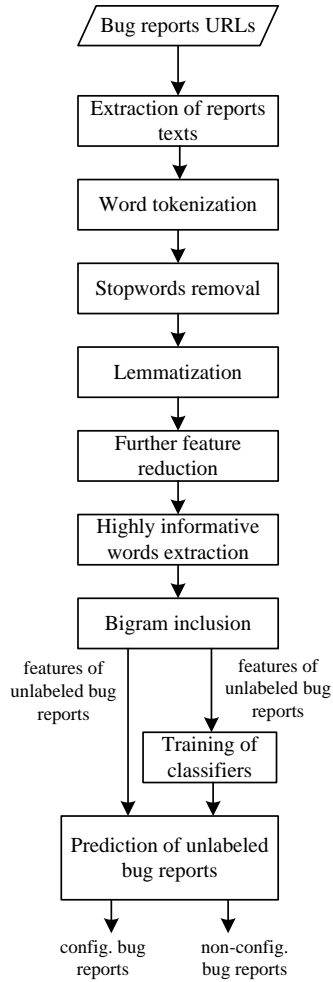 Bug reports URLs
Extraction of reports
texts
Word tokenization
Stopwords removal
Lemmatization
Further feature
reduction
Highly informative
words extraction
Bigram inclusion
features of
unlabeled bug
reports
features of
unlabeled bug
reports
Training of
classifiers
Prediction of unlabeled
bug reports
config. bug
reports
non-config.
bug reports